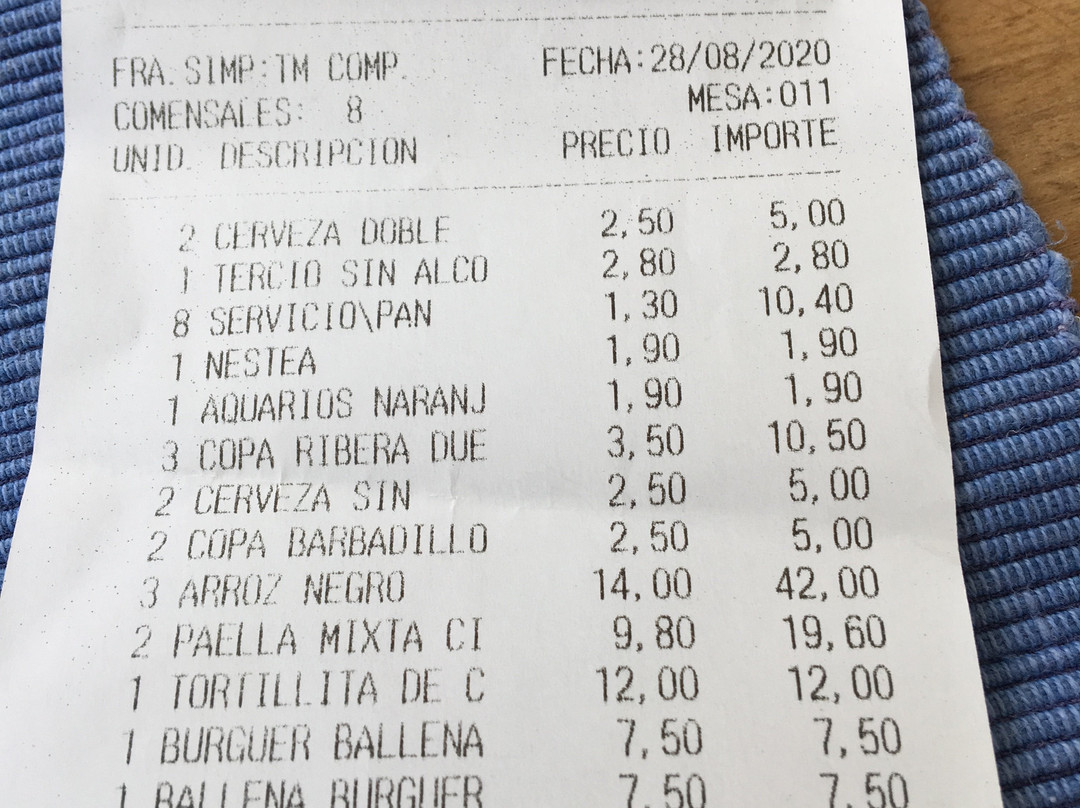 FRA. SIMP:TM COMP. FECHA:28/08/2020
COMENSALES: 8 MESA:011
UNID. DESCRIPCION PRECIO IMPORTE
2 CERVEZA DOBLE 2,50 5,00
1 TERCIO SIN ALCO 2,80 2,80
8 SERVICIO\PAN 1,30 10,40
1 NESTEA 1,90 1,90
1 AQUARIOS NARANJ 1,90 1,90
3 COPA RIBERA DUE 3,50 10,50
2 CERVEZA SIN 2,50 5,00
2 COPA BARBADILLO 2,50 5,00
3 ARROZ NEGRO 14,00 42,00
2 PAELLA MIXTA CI 9,80 19,60
1 TORTILLITA DE C 12,00 12,00
1 BURGUER BALLENA 7,50 7,50
1 BALLENA BURGUER 7,50 7,50